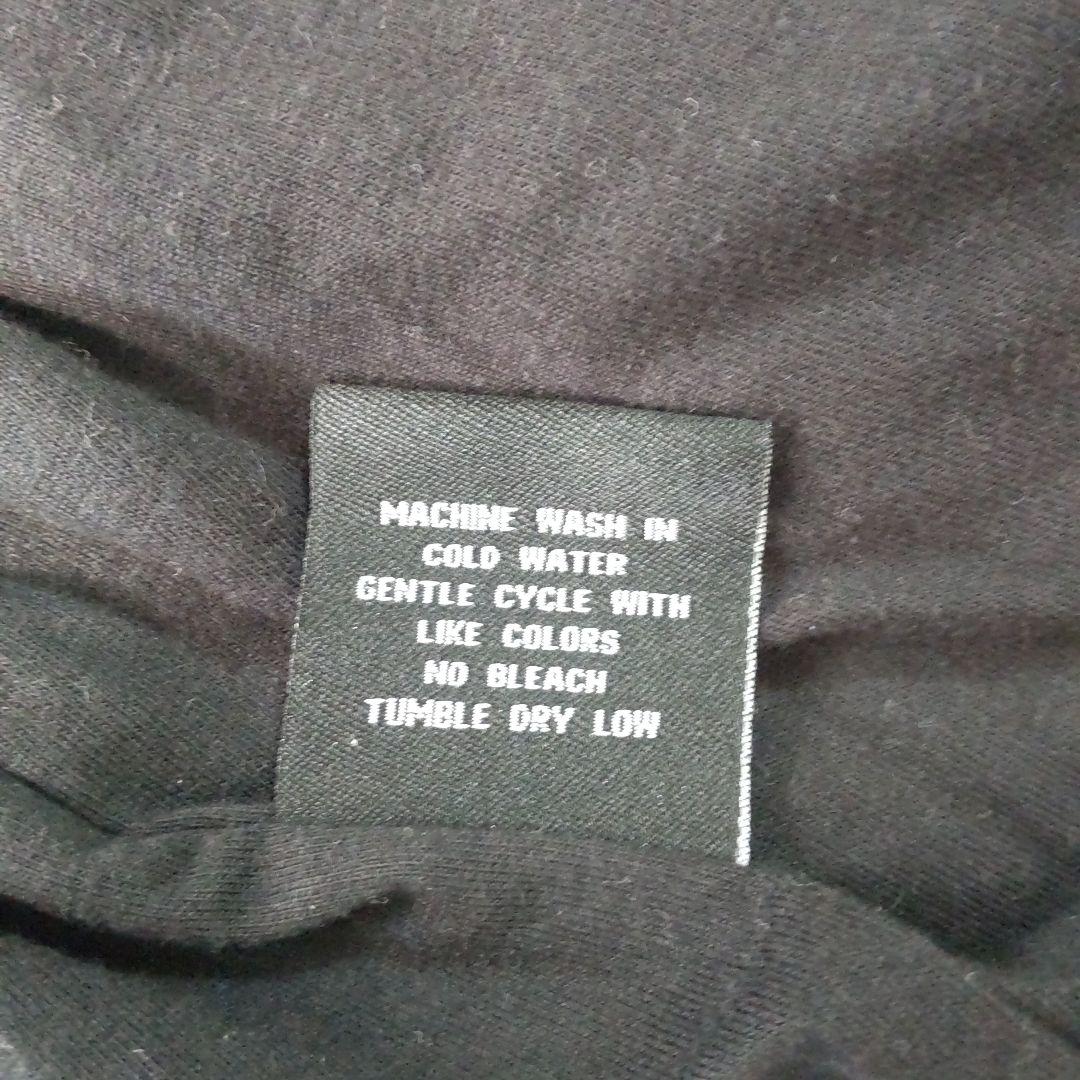 MACHINE WASH IN
COLD WATER
GENTLE CYCLE WITH
LIKE COLORS
NO BLEACH
TUMBLE DRY LOW